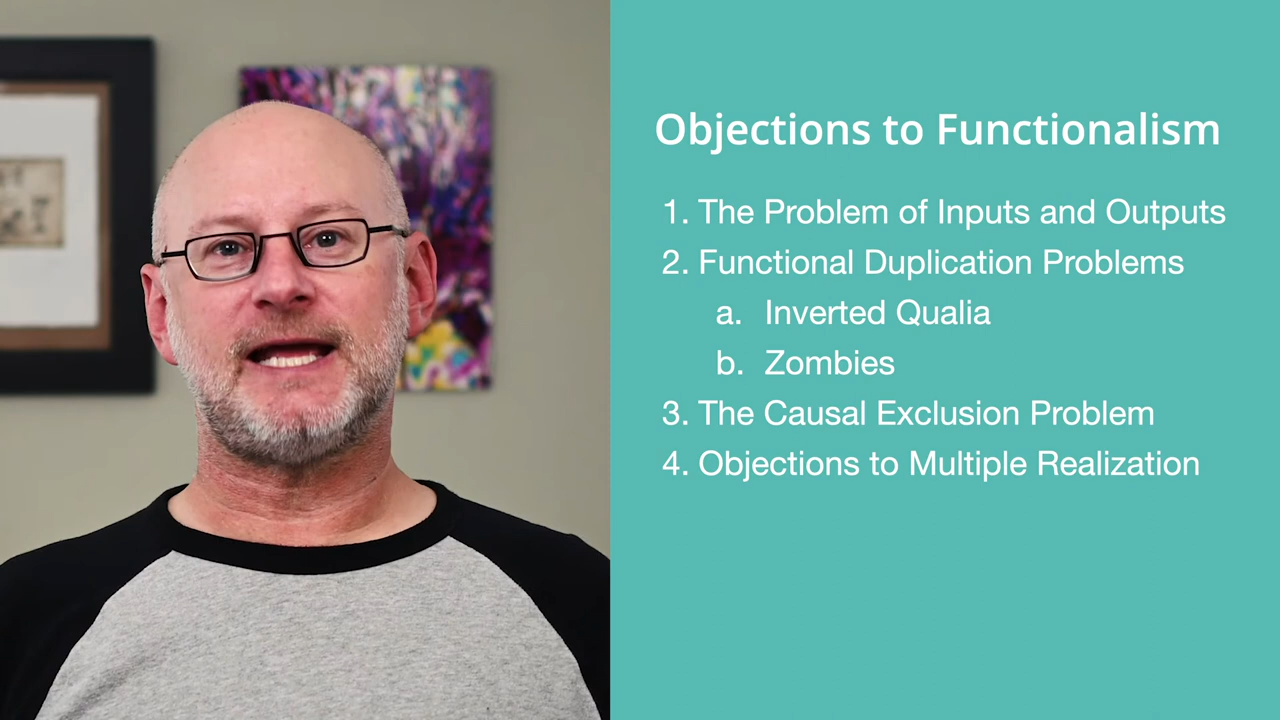 Objections to Functionalism
1. The Problem of Inputs and Outputs
2. Functional Duplication Problems
a. Inverted Qualia
b. Zombies
3. The Causal Exclusion Problem
4. Objections to Multiple Realization